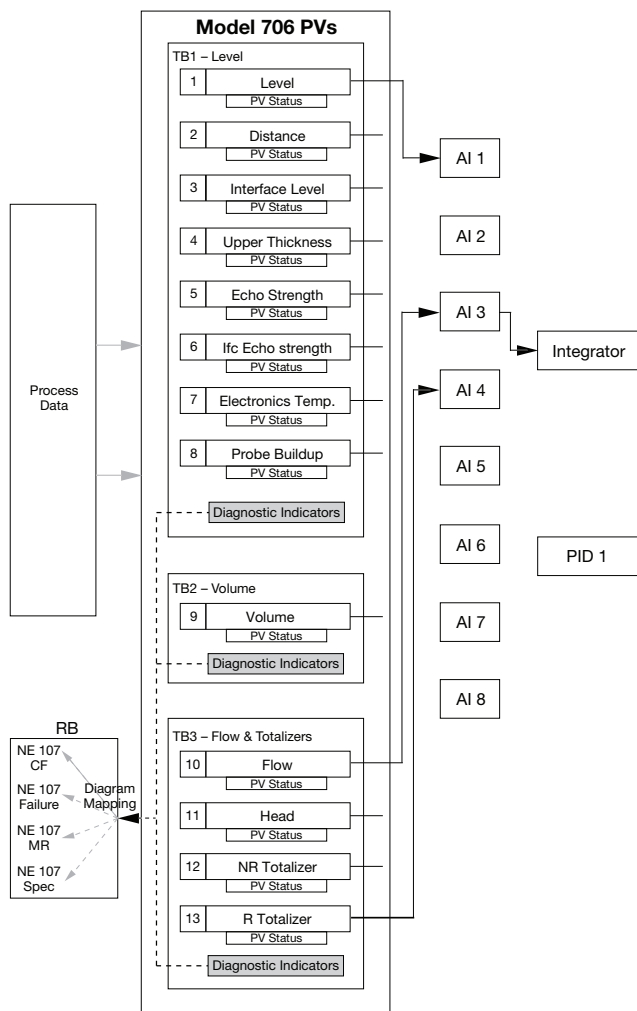 Model 706 PVs
TB1 – Level
1 Level
PV Status
2 Distance
PV Status
3 Interface Level
PV Status
4 Upper Thickness
PV Status
5 Echo Strength
PV Status
6 Ifc Echo strength
PV Status
7 Electronics Temp.
PV Status
8 Probe Buildup
PV Status
Diagnostic Indicators
TB2 – Volume
9 Volume
PV Status
Diagnostic Indicators
TB3 – Flow & Totalizers
10 Flow
PV Status
11 Head
PV Status
12 NR Totalizer
PV Status
13 R Totalizer
PV Status
Diagnostic Indicators
Process
Data
RB
NE 107
CF
NE 107
Failure
NE 107
MR
NE 107
Spec
Diagram
Mapping
AI 1
AI 2
AI 3
AI 4
AI 5
AI 6
AI 7
AI 8
Integrator
PID 1